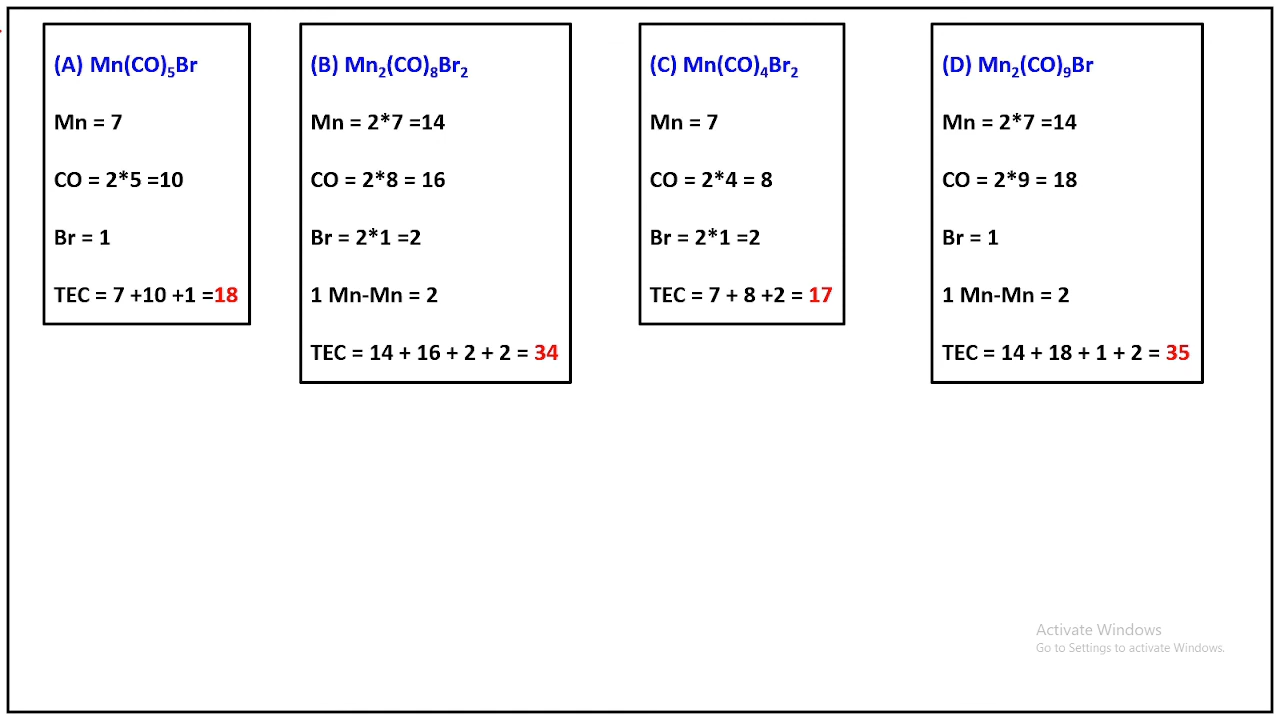 (A) Mn(CO)₅Br
Mn = 7
CO = 2*5 =10
Br = 1
TEC = 7 +10 +1 =18
(B) Mn₂(CO)₈Br₂
Mn = 2*7 =14
CO = 2*8 = 16
Br = 2*1 =2
1 Mn-Mn = 2
TEC = 14 + 16 + 2 + 2 = 34
(C) Mn(CO)₄Br₂
Mn = 7
CO = 2*4 = 8
Br = 2*1 =2
TEC = 7 + 8 +2 = 17
(D) Mn₂(CO)₉Br
Mn = 2*7 =14
CO = 2*9 = 18
Br = 1
1 Mn-Mn = 2
TEC = 14 + 18 + 1 + 2 = 35
Activate Windows
Go to Settings to activate Windows.